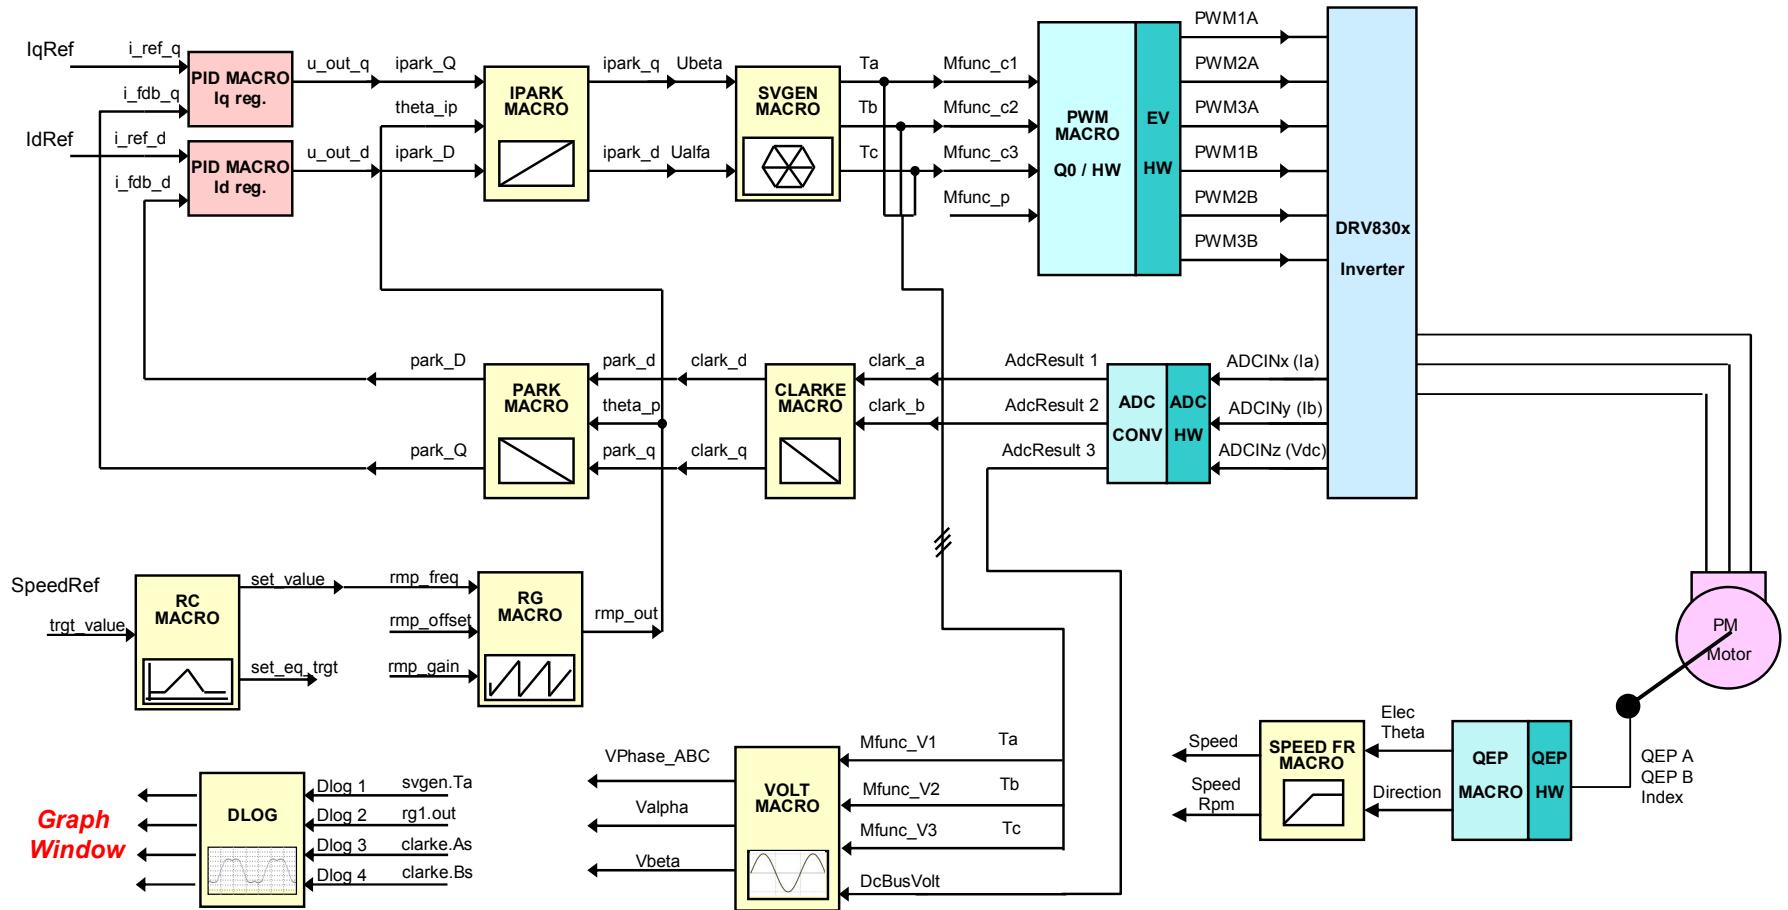 IqRef
i_ref_q
i_fdb_q
PID MACRO
Iq reg.
u_out_q
ipark_Q
theta_ip
IdRef
i_ref_d
i_fdb_d
PID MACRO
Id reg.
u_out_d
ipark_D
IPARK
MACRO
ipark_q
Ubeta
ipark_d
Ualfa
SVGEN
MACRO
Ta
Tb
Tc
Mfunc_c1
Mfunc_c2
Mfunc_c3
Mfunc_p
PWM
MACRO
Q0 / HW
EV
HW
PWM1A
PWM2A
PWM3A
PWM1B
PWM2B
PWM3B
DRV830x
Inverter
park_D
park_Q
PARK
MACRO
park_d
theta_p
park_q
clark_d
clark_q
CLARKE
MACRO
clark_a
clark_b
AdcResult 1
AdcResult 2
AdcResult 3
ADC
CONV
ADC
HW
ADCINx (Ia)
ADCINy (Ib)
ADCINz (Vdc)
SpeedRef
trgt_value
RC
MACRO
set_value
set_eq_trgt
rmp_freq
rmp_offset
rmp_gain
RG
MACRO
rmp_out
PM
Motor
Graph
Window
DLOG
Dlog 1
svgen.Ta
Dlog 2
rg1.out
Dlog 3
clarke.As
Dlog 4
clarke.Bs
VPhase_ABC
Valpha
Vbeta
VOLT
MACRO
Mfunc_V1
Ta
Mfunc_V2
Tb
Mfunc_V3
Tc
DcBusVolt
Speed
Speed
Rpm
SPEED FR
MACRO
Elec
Theta
Direction
QEP
MACRO
QEP
HW
QEP A
QEP B
Index